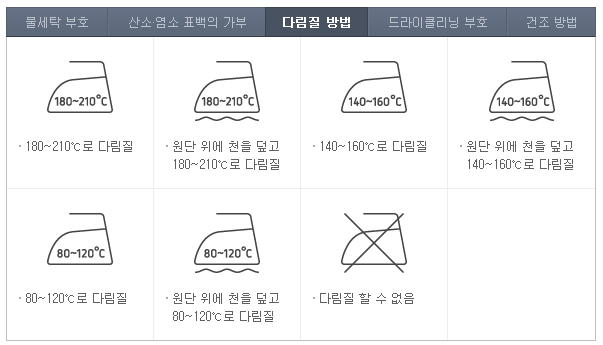 물세탁 부호
산소·염소 표백의 가부
다림질 방법
드라이클리닝 부호
건조 방법
180~210°C
180~210°C
140~160°C
140~160°C
· 180~210℃로 다림질
· 원단 위에 천을 덮고
180~210℃로 다림질
· 140~160℃로 다림질
· 원단 위에 천을 덮고
140~160℃로 다림질
80~120°C
80~120°C
· 80~120℃로 다림질
· 원단 위에 천을 덮고
80~120℃로 다림질
· 다림질 할 수 없음